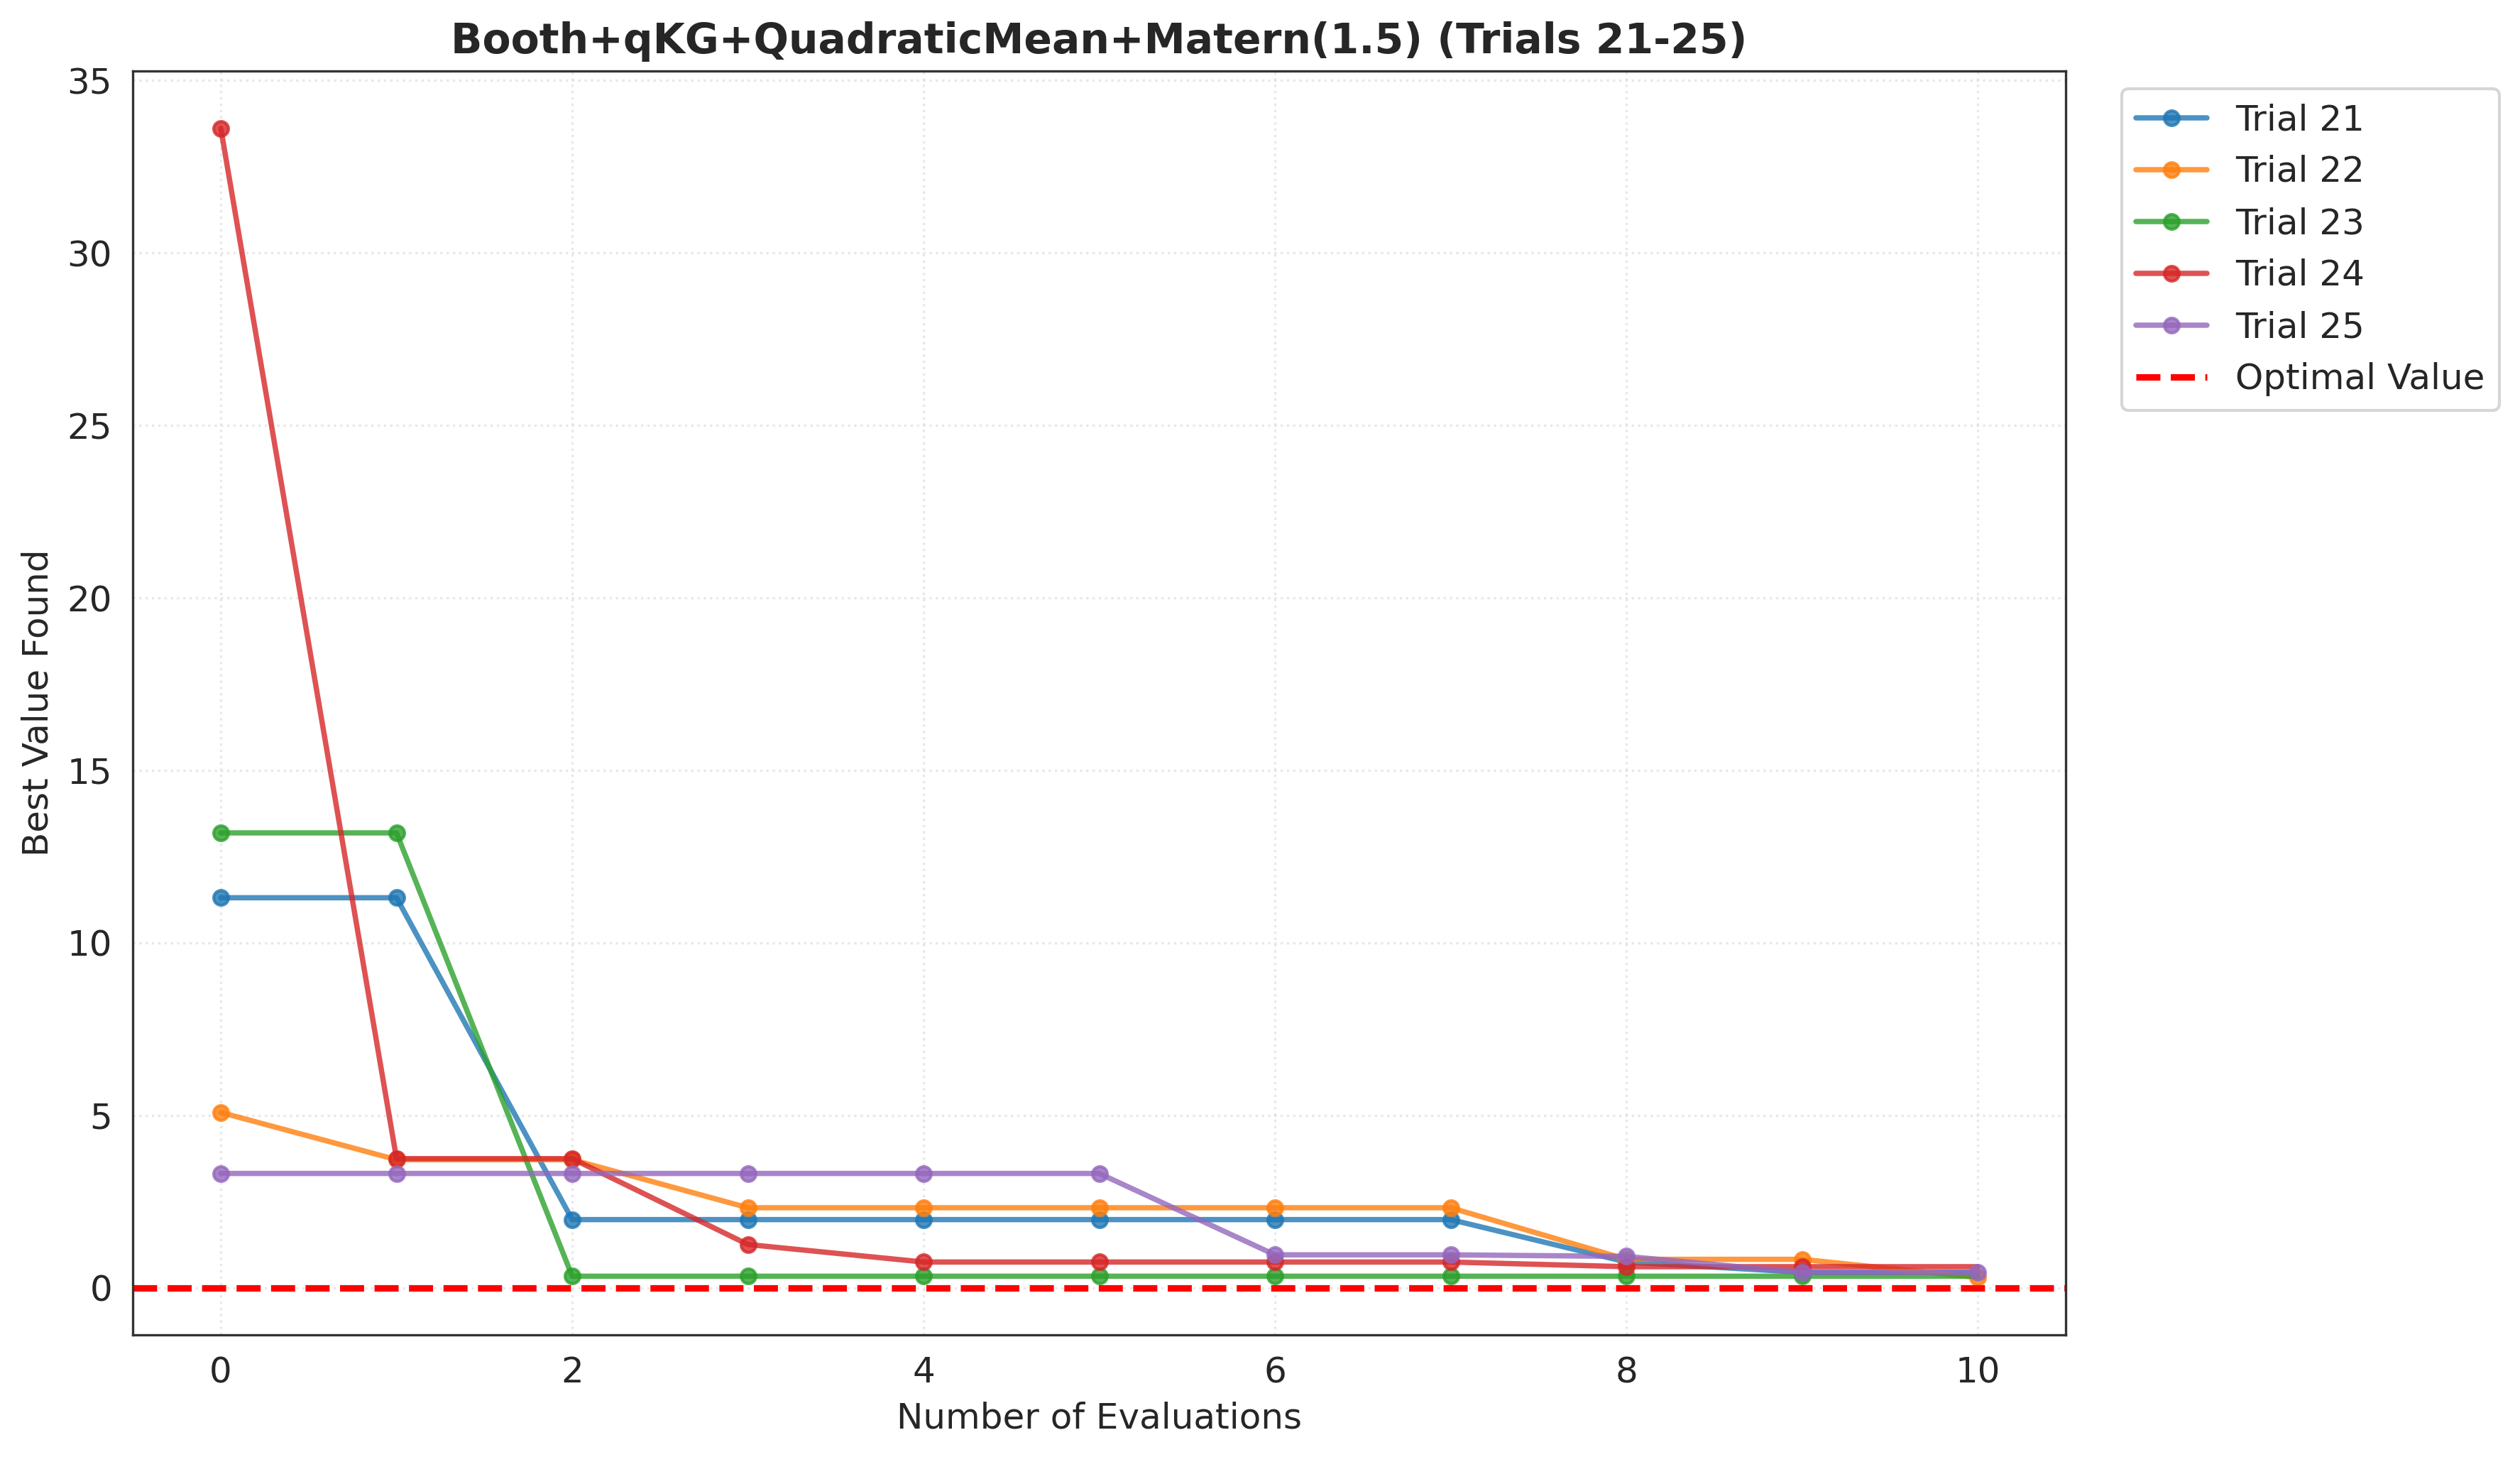 Booth+qKG+QuadraticMean+Matern(1.5) (Trials 21-25)
Best Value Found
35
30
25
20
15
10
5
0
0 2 4 6 8 10
Number of Evaluations
Trial 21
Trial 22
Trial 23
Trial 24
Trial 25
Optimal Value